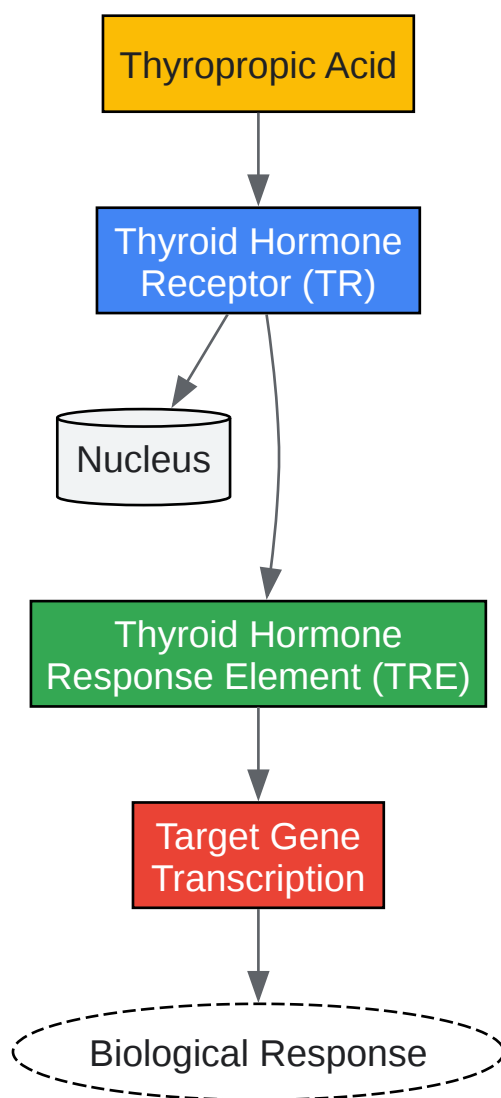 Thyropropic Acid
Thyroid Hormone
Receptor (TR)
Nucleus
Thyroid Hormone
Response Element (TRE)
Target Gene
Transcription
Biological Response